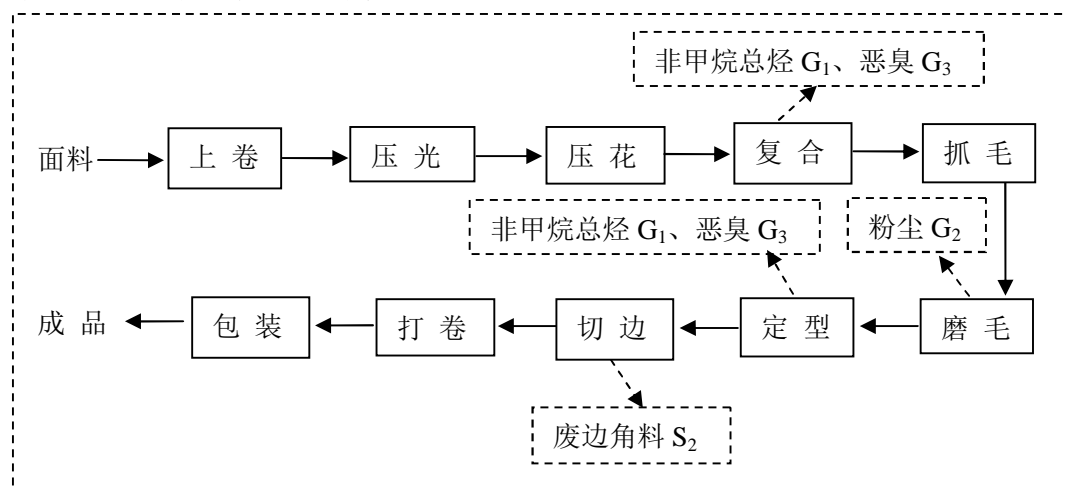 非甲烷总烃 G₁、恶臭 G₃
面料 上 卷 压 光 压 花 复 合 抓 毛
非甲烷总烃 G₁、恶臭 G₃ 粉尘 G₂
成 品 包 装 打 卷 切 边 定 型 磨 毛
废边角料 S₂